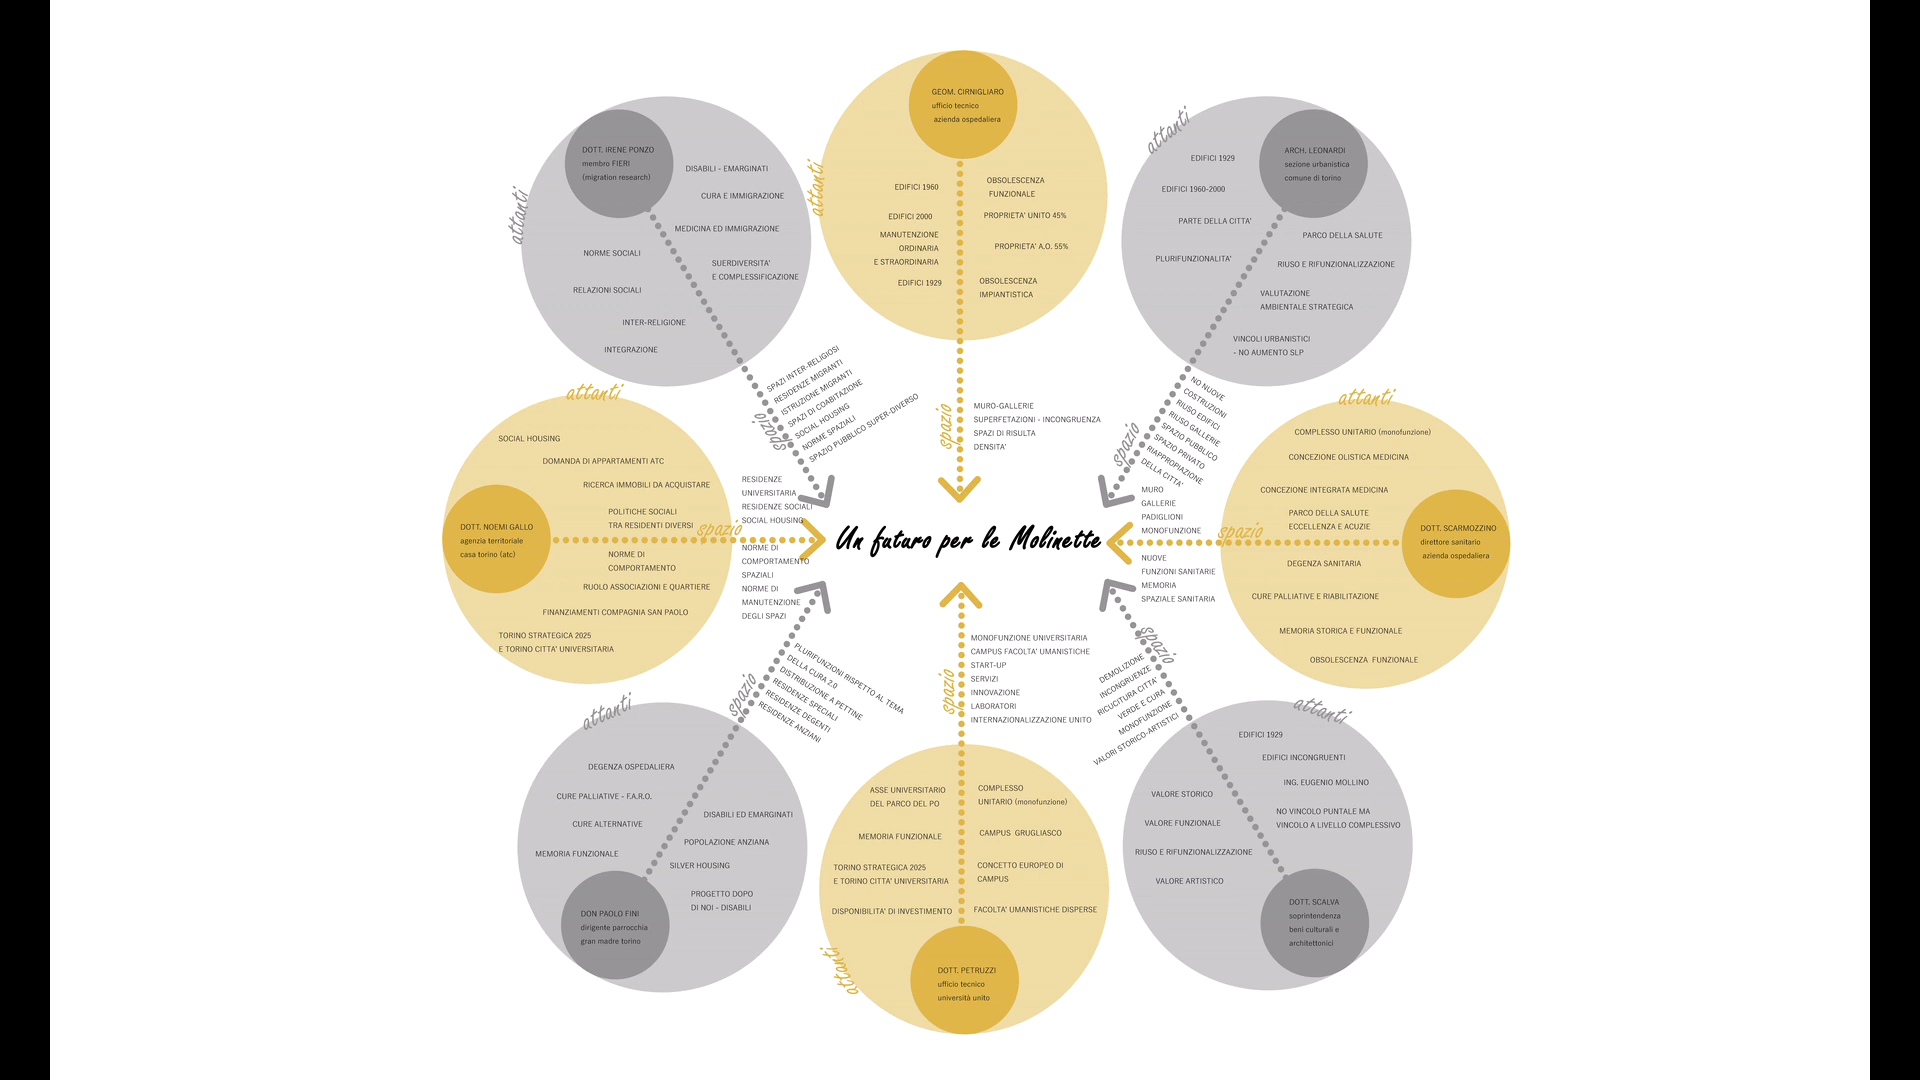 GEOM. CIRNIGLIARO
ufficio tecnico
azienda ospedaliera
attanti
EDIFICI 1960
EDIFICI 2000
MANUTENZIONE
ORDINARIA
E STRAORDINARIA
EDIFICI 1929
OBSOLESCENZA
FUNZIONALE
PROPRIETA' UNITO 45%
PROPRIETA' A.O. 55%
OBSOLESCENZA
IMPIANTISTICA
spazio
MURO-GALLERIE
SUPERFETAZIONI - INCONGRUENZA
SPAZI DI RISULTA
DENSITA'
DOTT. IRENE PONZO
membro FIERI
(migration research)
attanti
DISABILI - EMARGINATI
CURA E IMMIGRAZIONE
MEDICINA ED IMMIGRAZIONE
SUERDIVERSITA'
E COMPLESSIFICAZIONE
NORME SOCIALI
RELAZIONI SOCIALI
INTER-RELIGIONE
INTEGRAZIONE
spazio
SPAZI INTER-RELIGIOSI
RESIDENZE MIGRANTI
ISTRUZIONE MIGRANTI
SPAZI DI COABITAZIONE
SOCIAL HOUSING
NORME SPAZIALI
SPAZIO PUBBLICO SUPER-DIVERSO
ARCH. LEONARDI
sezione urbanistica
comune di torino
attanti
EDIFICI 1929
EDIFICI 1960-2000
PARTE DELLA CITTA'
PLURIFUNZIONALITA'
PARCO DELLA SALUTE
RIUSO E RIFUNZIONALIZZAZIONE
VALUTAZIONE
AMBIENTALE STRATEGICA
VINCOLI URBANISTICI
- NO AUMENTO SLP
spazio
NO NUOVE
COSTRUZIONI
RIUSO EDIFICI
RIUSO GALLERIE
SPAZIO PUBBLICO
SPAZIO PRIVATO
RIAPPROPIAZIONE
DELLA CITTA'
attanti
SOCIAL HOUSING
DOMANDA DI APPARTAMENTI ATC
RICERCA IMMOBILI DA ACQUISTARE
POLITICHE SOCIALI
TRA RESIDENTI DIVERSI
DOTT. NOEMI GALLO
agenzia territoriale
casa torino (atc)
NORME DI
COMPORTAMENTO
RUOLO ASSOCIAZIONI E QUARTIERE
FINANZIAMENTI COMPAGNIA SAN PAOLO
TORINO STRATEGICA 2025
E TORINO CITTA' UNIVERSITARIA
spazio
RESIDENZE
UNIVERSITARIA
RESIDENZE SOCIALI
SOCIAL HOUSING
NORME DI
COMPORTAMENTO
SPAZIALI
NORME DI
MANUTENZIONE
DEGLI SPAZI
Un futuro per le Molinette
MURO
GALLERIE
PADIGLIONI
MONOFUNZIONE
NUOVE
FUNZIONI SANITARIE
MEMORIA
SPAZIALE SANITARIA
spazio
attanti
COMPLESSO UNITARIO (monofunzione)
CONCEZIONE OLISTICA MEDICINA
CONCEZIONE INTEGRATA MEDICINA
PARCO DELLA SALUTE
ECCELLENZA E ACUZIE
DOTT. SCARMOZZINO
direttore sanitario
azienda ospedaliera
DEGENZA SANITARIA
CURE PALLIATIVE E RIABILITAZIONE
MEMORIA STORICA E FUNZIONALE
OBSOLESCENZA FUNZIONALE
spazio
PLURIFUNZIONI RISPETTO AL TEMA
DELLA CURA 2.0
DISTRIBUZIONE A PETTINE
RESIDENZE SPECIALI
RESIDENZE DEGENTI
RESIDENZE ANZIANI
attanti
DEGENZA OSPEDALIERA
CURE PALLIATIVE - F.A.R.O.
CURE ALTERNATIVE
MEMORIA FUNZIONALE
DISABILI ED EMARGINATI
POPOLAZIONE ANZIANA
SILVER HOUSING
PROGETTO DOPO
DI NOI - DISABILI
DON PAOLO FINI
dirigente parrocchia
gran madre torino
spazio
MONOFUNZIONE UNIVERSITARIA
CAMPUS FACOLTA' UMANISTICHE
START-UP
SERVIZI
INNOVAZIONE
LABORATORI
INTERNAZIONALIZZAZIONE UNITO
ASSE UNIVERSITARIO
DEL PARCO DEL PO
MEMORIA FUNZIONALE
TORINO STRATEGICA 2025
E TORINO CITTA' UNIVERSITARIA
DISPONIBILITA' DI INVESTIMENTO
COMPLESSO
UNITARIO (monofunzione)
CAMPUS GRUGLIASCO
CONCETTO EUROPEO DI
CAMPUS
FACOLTA' UMANISTICHE DISPERSE
attanti
DOTT. PETRUZZI
ufficio tecnico
università unito
spazio
DEMOLIZIONE
INCONGRUENZE
RICUCITURA CITTA'
VERDE E CURA
MONOFUNZIONE
VALORI STORICO-ARTISTICI
attanti
EDIFICI 1929
EDIFICI INCONGRUENTI
ING. EUGENIO MOLLINO
NO VINCOLO PUNTALE MA
VINCOLO A LIVELLO COMPLESSIVO
VALORE STORICO
VALORE FUNZIONALE
RIUSO E RIFUNZIONALIZZAZIONE
VALORE ARTISTICO
DOTT. SCALVA
soprintendenza
beni culturali e
architettonici